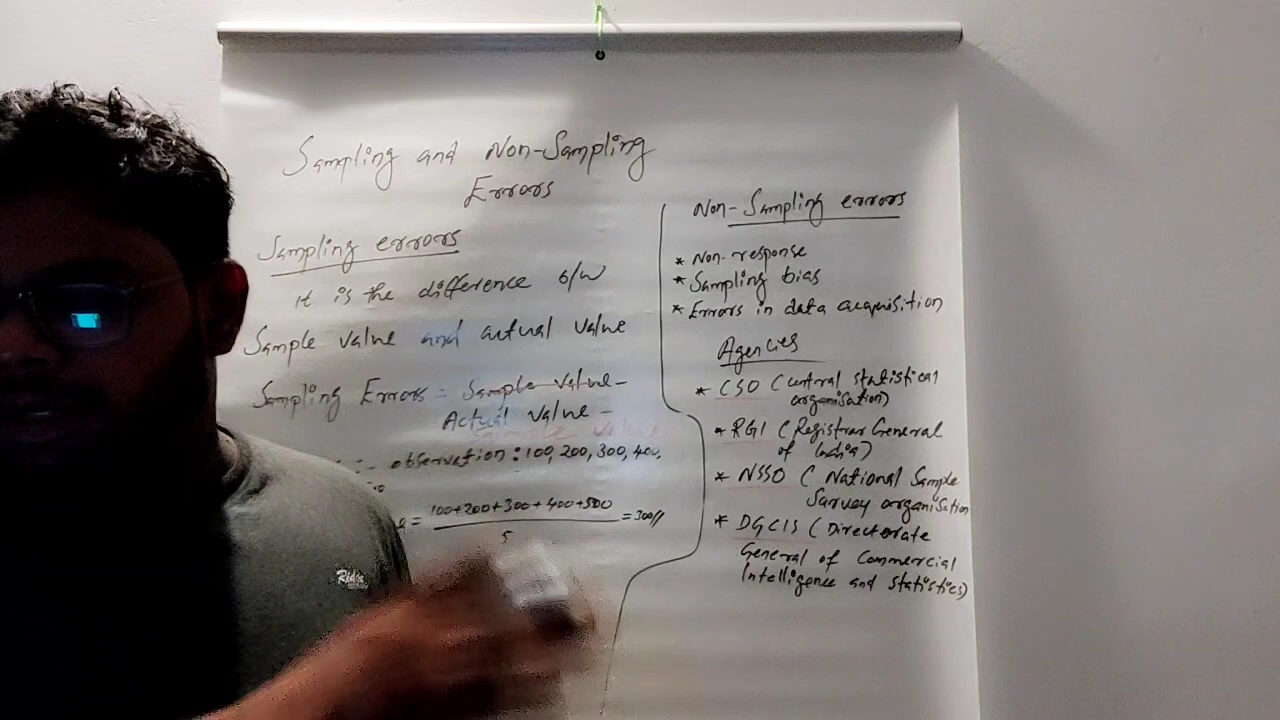 Sampling and Non-Sampling
Errors
Sampling errors
It is the difference b/w
Sample value and actual value
Sampling Errors = Sample value -
Actual value -
observation : 100, 200, 300, 400,
= 100+200+300+400+500 = 300//
5
Non-Sampling errors
* Non-response
* Sampling bias
* Errors in data acquisition
Agencies
* CSO (Central statistical
organisation)
* RGI (Registrar General
of India)
* NSSO (National Sample
Survey organisation
* DGCIS (Directorate
General of Commercial
Intelligence and statistics)